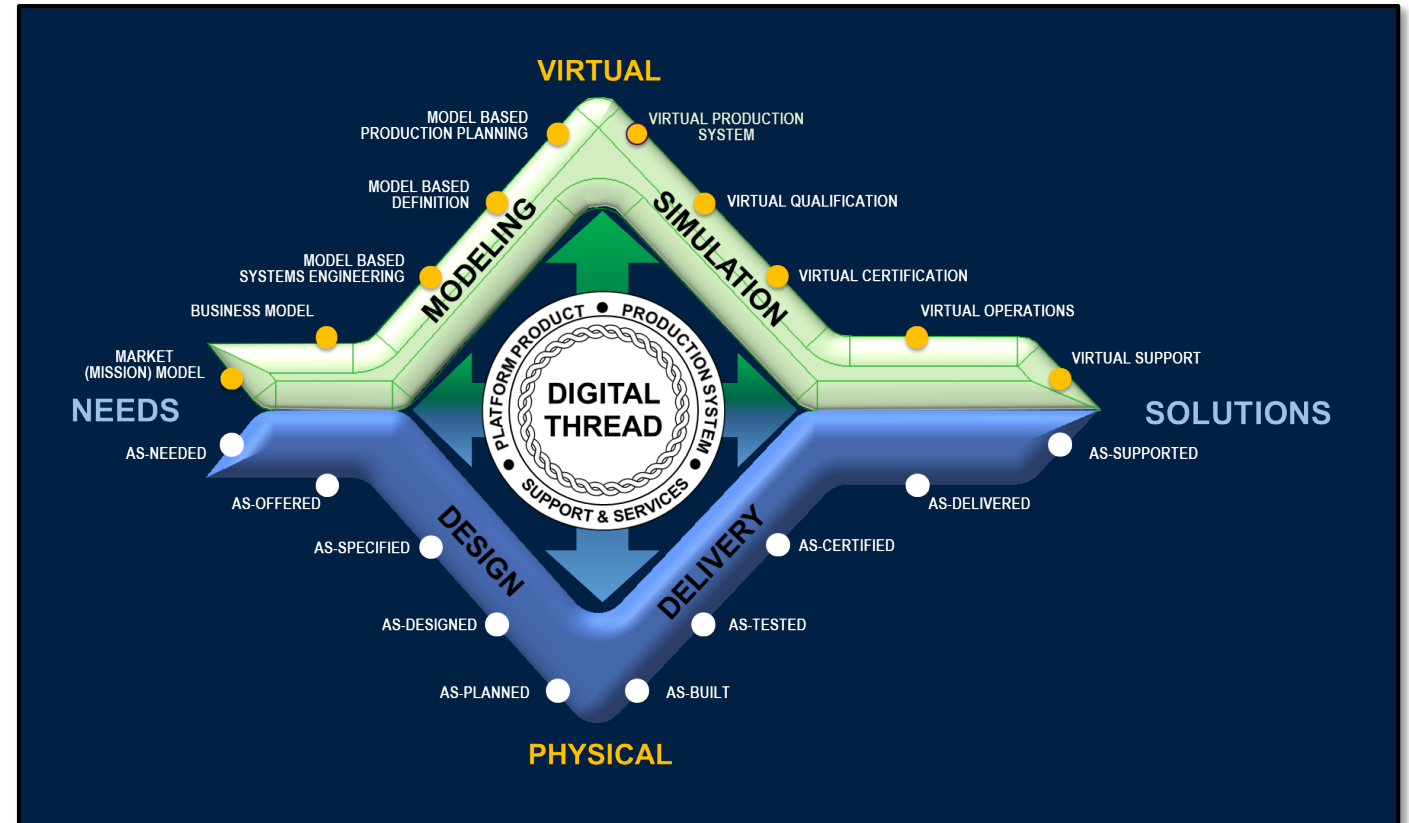 VIRTUAL
MODEL BASED
PRODUCTION PLANNING
VIRTUAL PRODUCTION
SYSTEM
MODEL BASED
DEFINITION
VIRTUAL QUALIFICATION
MODELING
SIMULATION
MODEL BASED
SYSTEMS ENGINEERING
VIRTUAL CERTIFICATION
BUSINESS MODEL
VIRTUAL OPERATIONS
MARKET
(MISSION) MODEL
VIRTUAL SUPPORT
PLATFORM PRODUCT • PRODUCTION SYSTEM • SUPPORT & SERVICES •
DIGITAL
THREAD
NEEDS
SOLUTIONS
AS-NEEDED
AS-SUPPORTED
AS-OFFERED
AS-DELIVERED
AS-SPECIFIED
AS-CERTIFIED
DESIGN
DELIVERY
AS-DESIGNED
AS-TESTED
AS-PLANNED
AS-BUILT
PHYSICAL